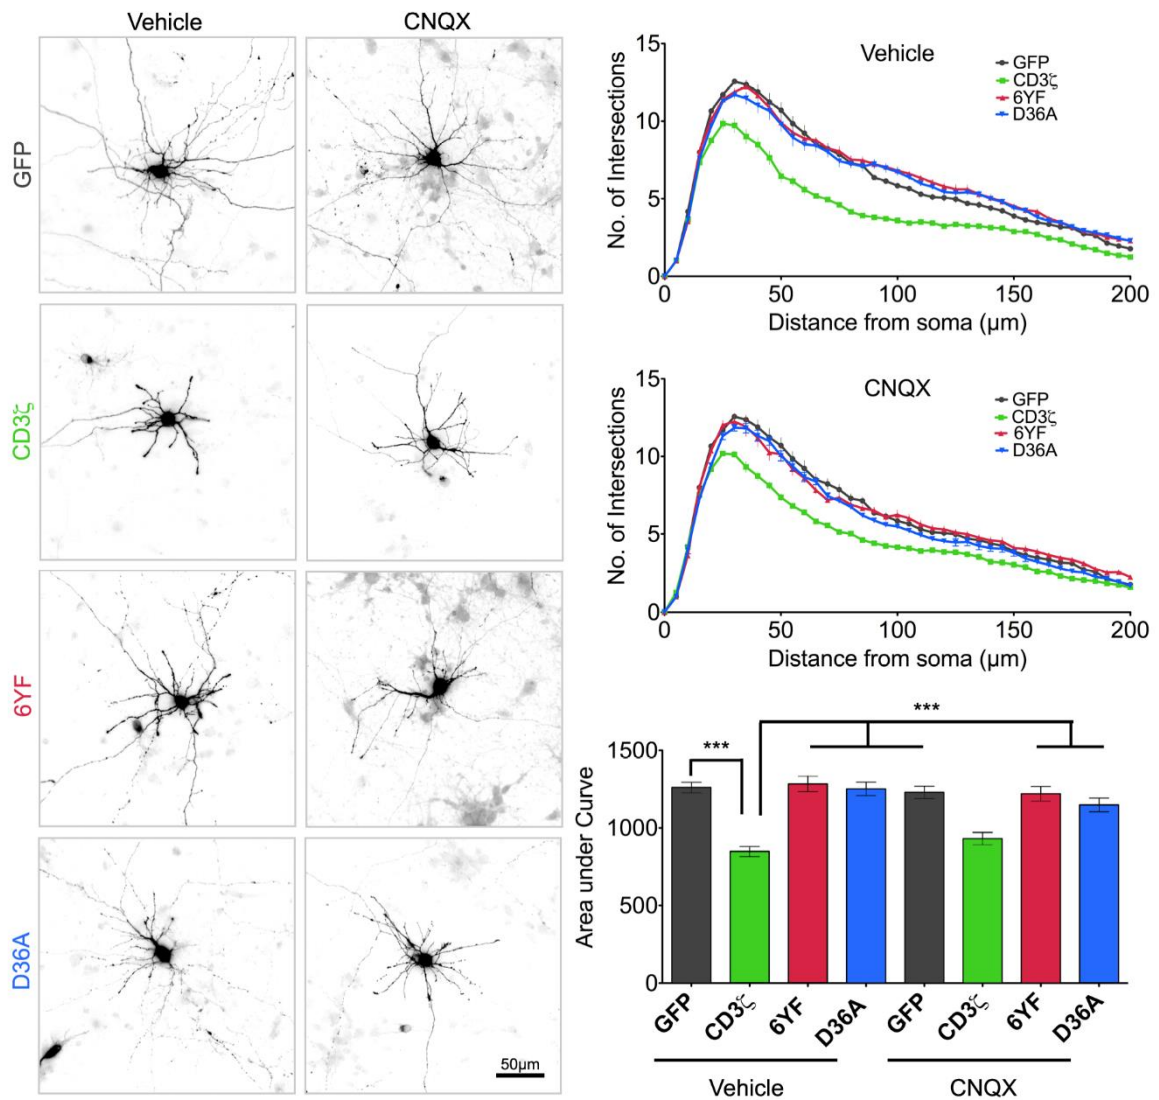 Vehicle CNQX
GFP
CD3ζ
6YF
D36A
50µm
15
10
5
0
No. of Intersections
Vehicle
GFP
CD3ζ
6YF
D36A
0 50 100 150 200
Distance from soma (µm)
15
10
5
0
No. of Intersections
CNQX
GFP
CD3ζ
6YF
D36A
0 50 100 150 200
Distance from soma (µm)
***
***
1500
1000
500
0
Area under Curve
GFP CD3ζ 6YF D36A GFP CD3ζ 6YF D36A
Vehicle CNQX